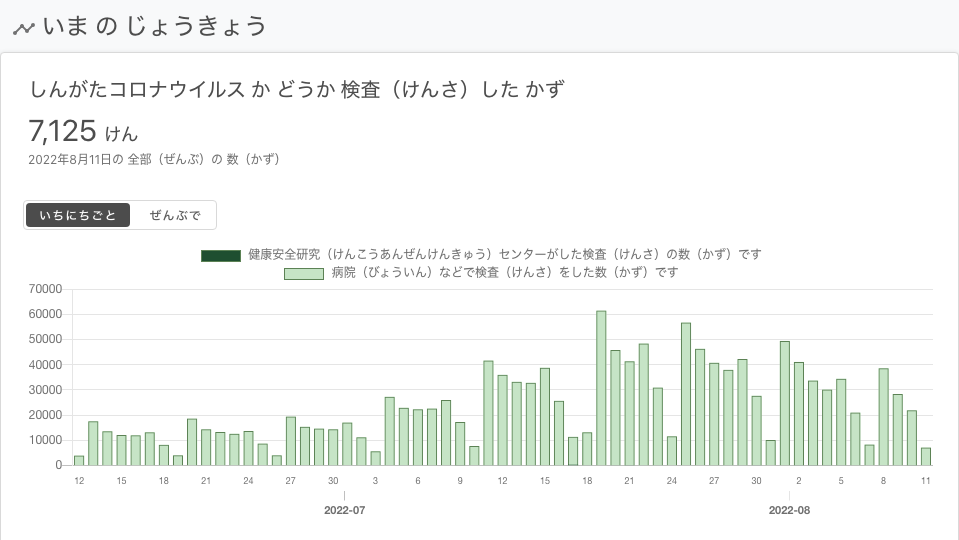 いま の じょうきょう
しんがたコロナウイルス か どうか 検査（けんさ）した かず
7,125 けん
2022年8月11日の 全部（ぜんぶ）の 数（かず）
いちにちごと ぜんぶで
健康安全研究（けんこうあんぜんけんきゅう）センターがした検査（けんさ）の数（かず）です
病院（びょういん）などで検査（けんさ）をした数（かず）です
70000
60000
50000
40000
30000
20000
10000
0
12 15 18 21 24 27 30 3 6 9 12 15 18 21 24 27 30 2 5 8 11
2022-07 2022-08